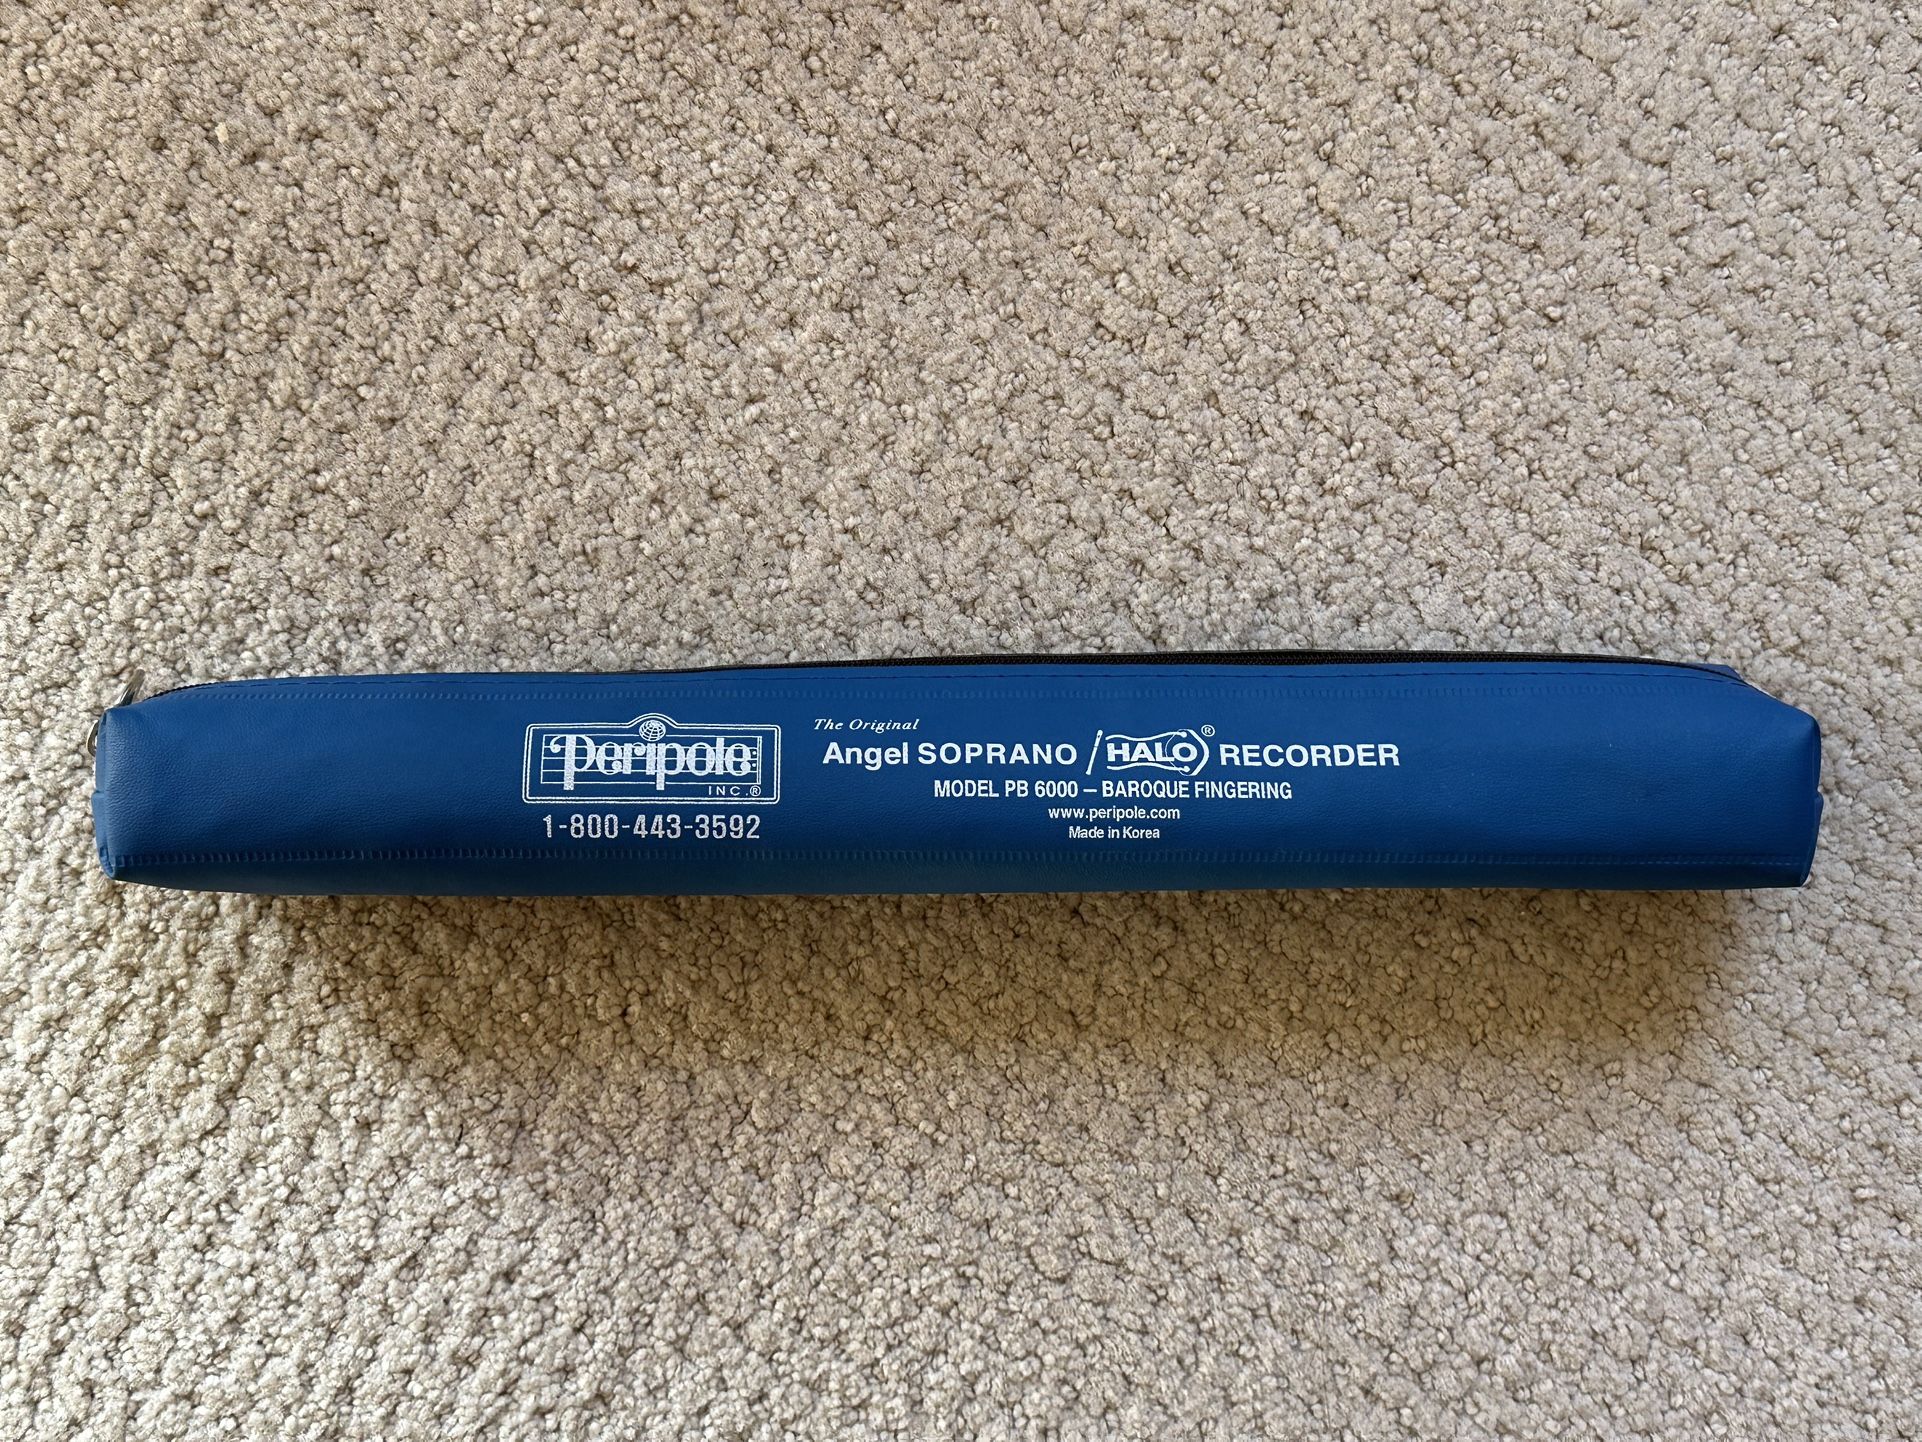 Peripole
INC.®
1-800-443-3592
The Original
Angel SOPRANO / HALO® RECORDER
MODEL PB 6000 – BAROQUE FINGERING
www.peripole.com
Made in Korea